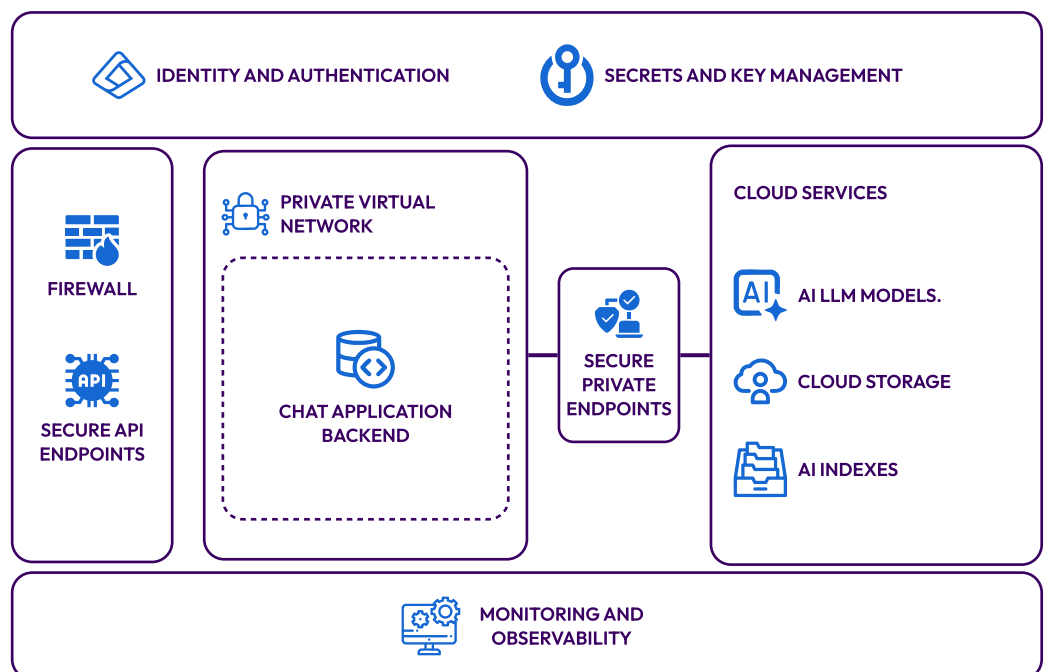 IDENTITY AND AUTHENTICATION
SECRETS AND KEY MANAGEMENT
FIREWALL
API
SECURE API
ENDPOINTS
PRIVATE VIRTUAL
NETWORK
CHAT APPLICATION
BACKEND
SECURE
PRIVATE
ENDPOINTS
CLOUD SERVICES
AI
AI LLM MODELS.
CLOUD STORAGE
AI INDEXES
MONITORING AND
OBSERVABILITY